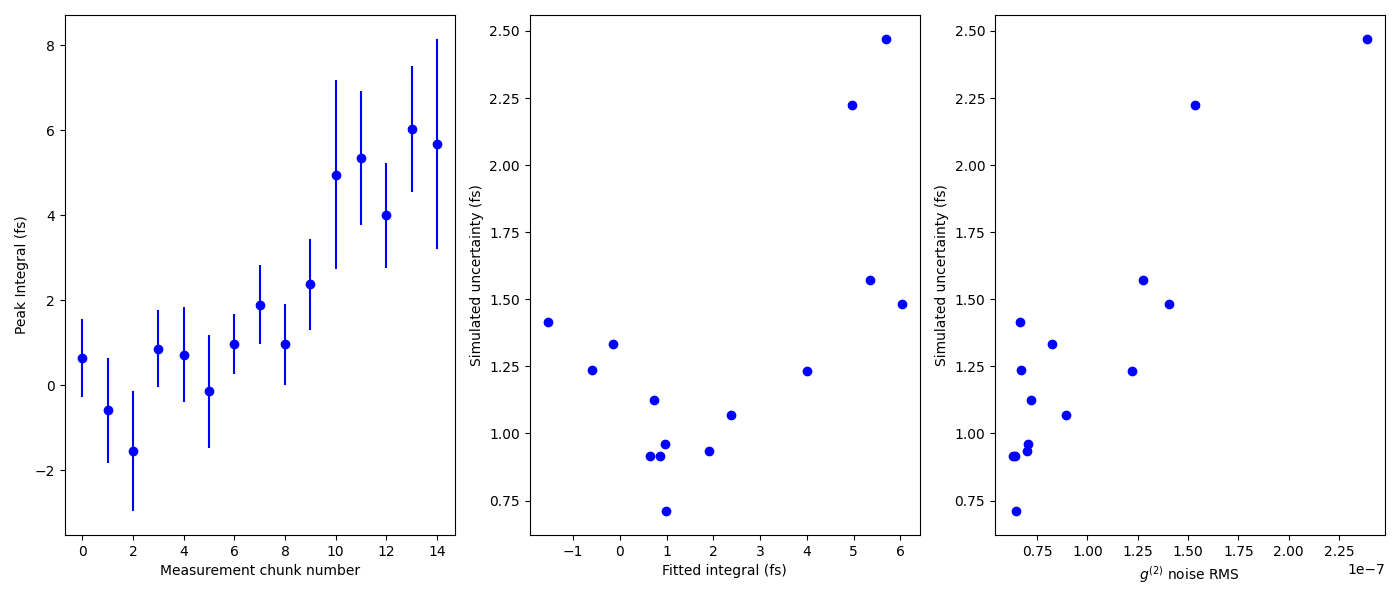 8
6
4
2
0
−2
Peak Integral (fs)
0 2 4 6 8 10 12 14
Measurement chunk number
2.50
2.25
2.00
1.75
1.50
1.25
1.00
0.75
Simulated uncertainty (fs)
−1 0 1 2 3 4 5 6
Fitted integral (fs)
2.50
2.25
2.00
1.75
1.50
1.25
1.00
0.75
Simulated uncertainty (fs)
0.75 1.00 1.25 1.50 1.75 2.00 2.25
1e−7
g(2) noise RMS